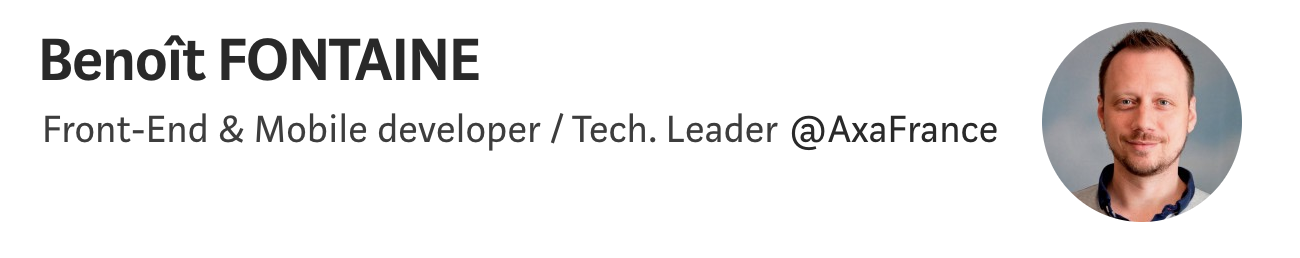 Benoît FONTAINE
Front-End & Mobile developer / Tech. Leader @AxaFrance